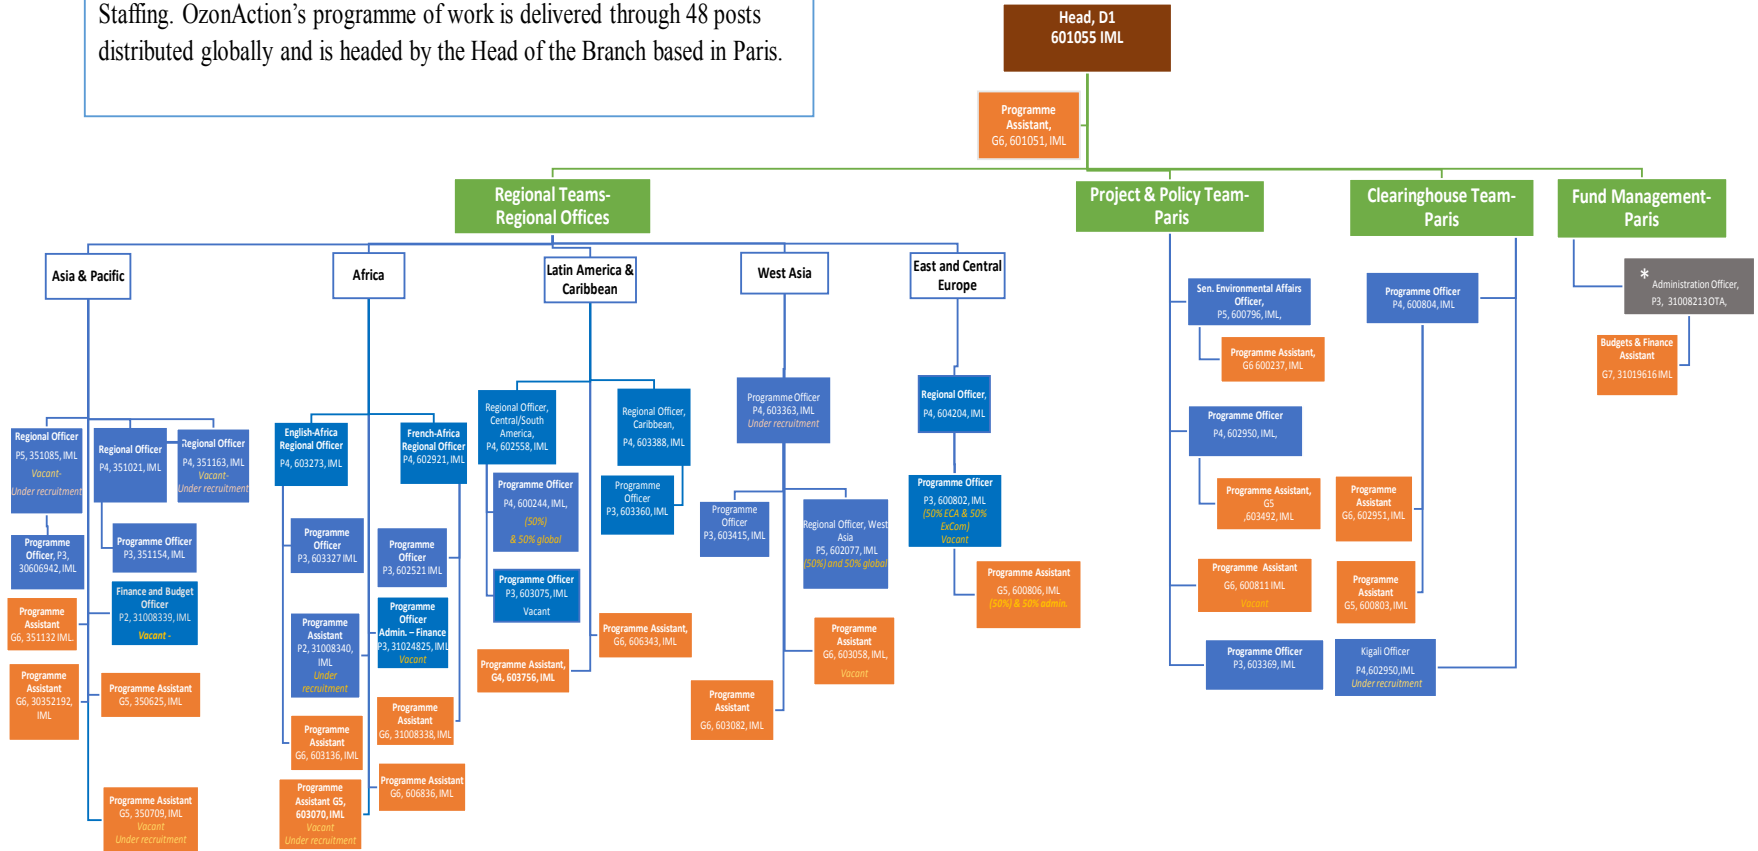 Staffing. OzonAction’s programme of work is delivered through 48 posts
distributed globally and is headed by the Head of the Branch based in Paris.
Head, D1
601055 IML
Programme
Assistant,
G6, 601051, IML
Regional Teams-
Regional Offices
Project & Policy Team-
Paris
Clearinghouse Team-
Paris
Fund Management-
Paris
Asia & Pacific
Africa
Latin America &
Caribbean
West Asia
East and Central
Europe
Regional Officer
P5, 351085, IML
Vacant-
Under recruitment
Regional Officer
P4, 351021, IML
Regional Officer
P4, 351163, IML
Vacant-
Under recruitment
Programme
Officer, P3,
30606942, IML
Programme Officer
P3, 351154, IML
Programme
Assistant
G6, 351132 IML.
Finance and Budget
Officer
P2, 31008339, IML
Vacant -
Programme
Assistant
G6, 30352192,
IML
Programme Assistant
G5, 350625, IML
Programme Assistant
G5, 350709, IML
Vacant
Under recruitment
English-Africa
Regional Officer
P4, 603273, IML
French-Africa
Regional Officer
P4, 602921, IML
Programme
Officer
P3, 603327 IML
Programme
Officer
P3, 602521 IML
Programme
Assistant
P2, 31008340,
IML
Under
recruitment
Programme
Officer
Admin. – Finance
P3, 31024825, IML
Vacant
Programme
Assistant
G6, 603136, IML
Programme
Assistant
G6, 31008338, IML
Programme
Assistant G5,
603070, IML
Vacant
Under recruitment
Programme Assistant
G6, 606836, IML
Regional Officer,
Central/South
America,
P4, 602558, IML
Regional Officer,
Caribbean,
P4, 603388, IML
Programme Officer
P4, 600244, IML,
(50%)
& 50% global
Programme
Officer
P3, 603360, IML
Programme Officer
P3, 603075, IML
Vacant
Programme Assistant,
G6, 606343, IML
Programme Assistant,
G4, 603756, IML
Programme Officer
P4, 603363, IML
Under recruitment
Programme
Officer
P3, 603415, IML
Regional Officer, West
Asia
P5, 602077, IML
(50%) and 50% global
Programme
Assistant
G6, 603058, IML,
Vacant
Programme
Assistant
G6, 603082, IML
Regional Officer,
P4, 604204, IML
Programme Officer
P3, 600802, IML
(50% ECA & 50%
ExCom)
Vacant
Programme Assistant
G5, 600806, IML
(50%) & 50% admin.
Sen. Environmental Affairs
Officer,
P5, 600796, IML,
Programme Assistant,
G6 600237, IML
Programme Officer
P4, 602950, IML,
Programme Assistant,
G5
,603492, IML
Programme Assistant
G6, 600811 IML
Vacant
Programme Officer
P3, 603369, IML
Programme Officer
P4, 600804, IML
Programme
Assistant
G6, 602951, IML
Programme
Assistant
G5, 600803, IML
Kigali Officer
P4,602950, IML
Under recruitment
*
Administration Officer,
P3, 31008213 OTA,
Budgets & Finance
Assistant
G7, 31019616 IML